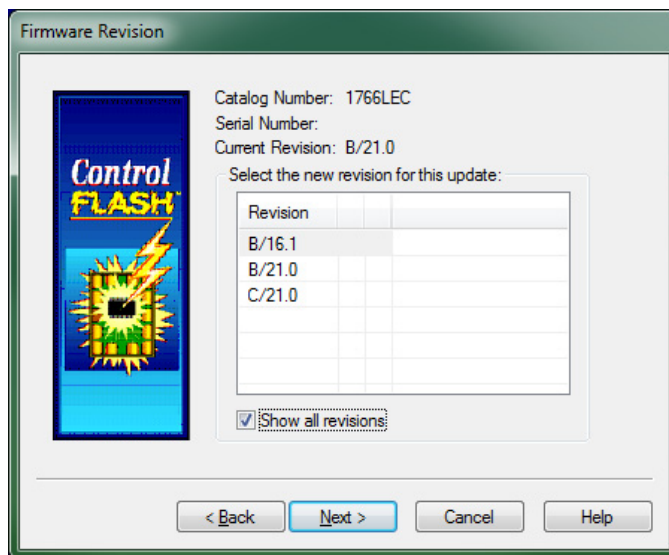 Firmware Revision
Catalog Number: 1766LEC
Serial Number:
Current Revision: B/21.0
Control
FLASH
Select the new revision for this update:
Revision
B/16.1
B/21.0
C/21.0
Show all revisions
< Back
Next >
Cancel
Help